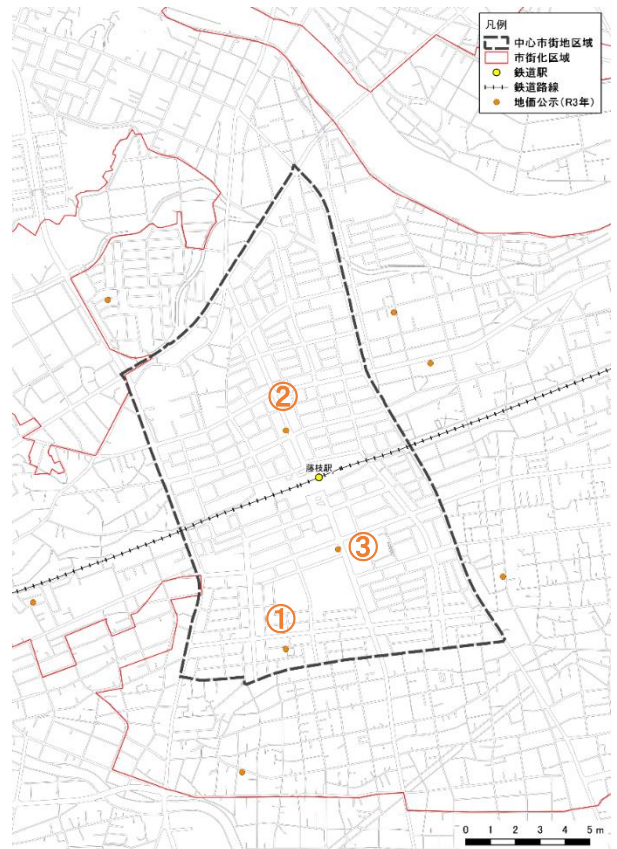 凡例
中心市街地区域
市街化区域
鉄道駅
鉄道路線
地価公示(R3年)
②
藤枝駅
③
①
0 1 2 3 4 5 m